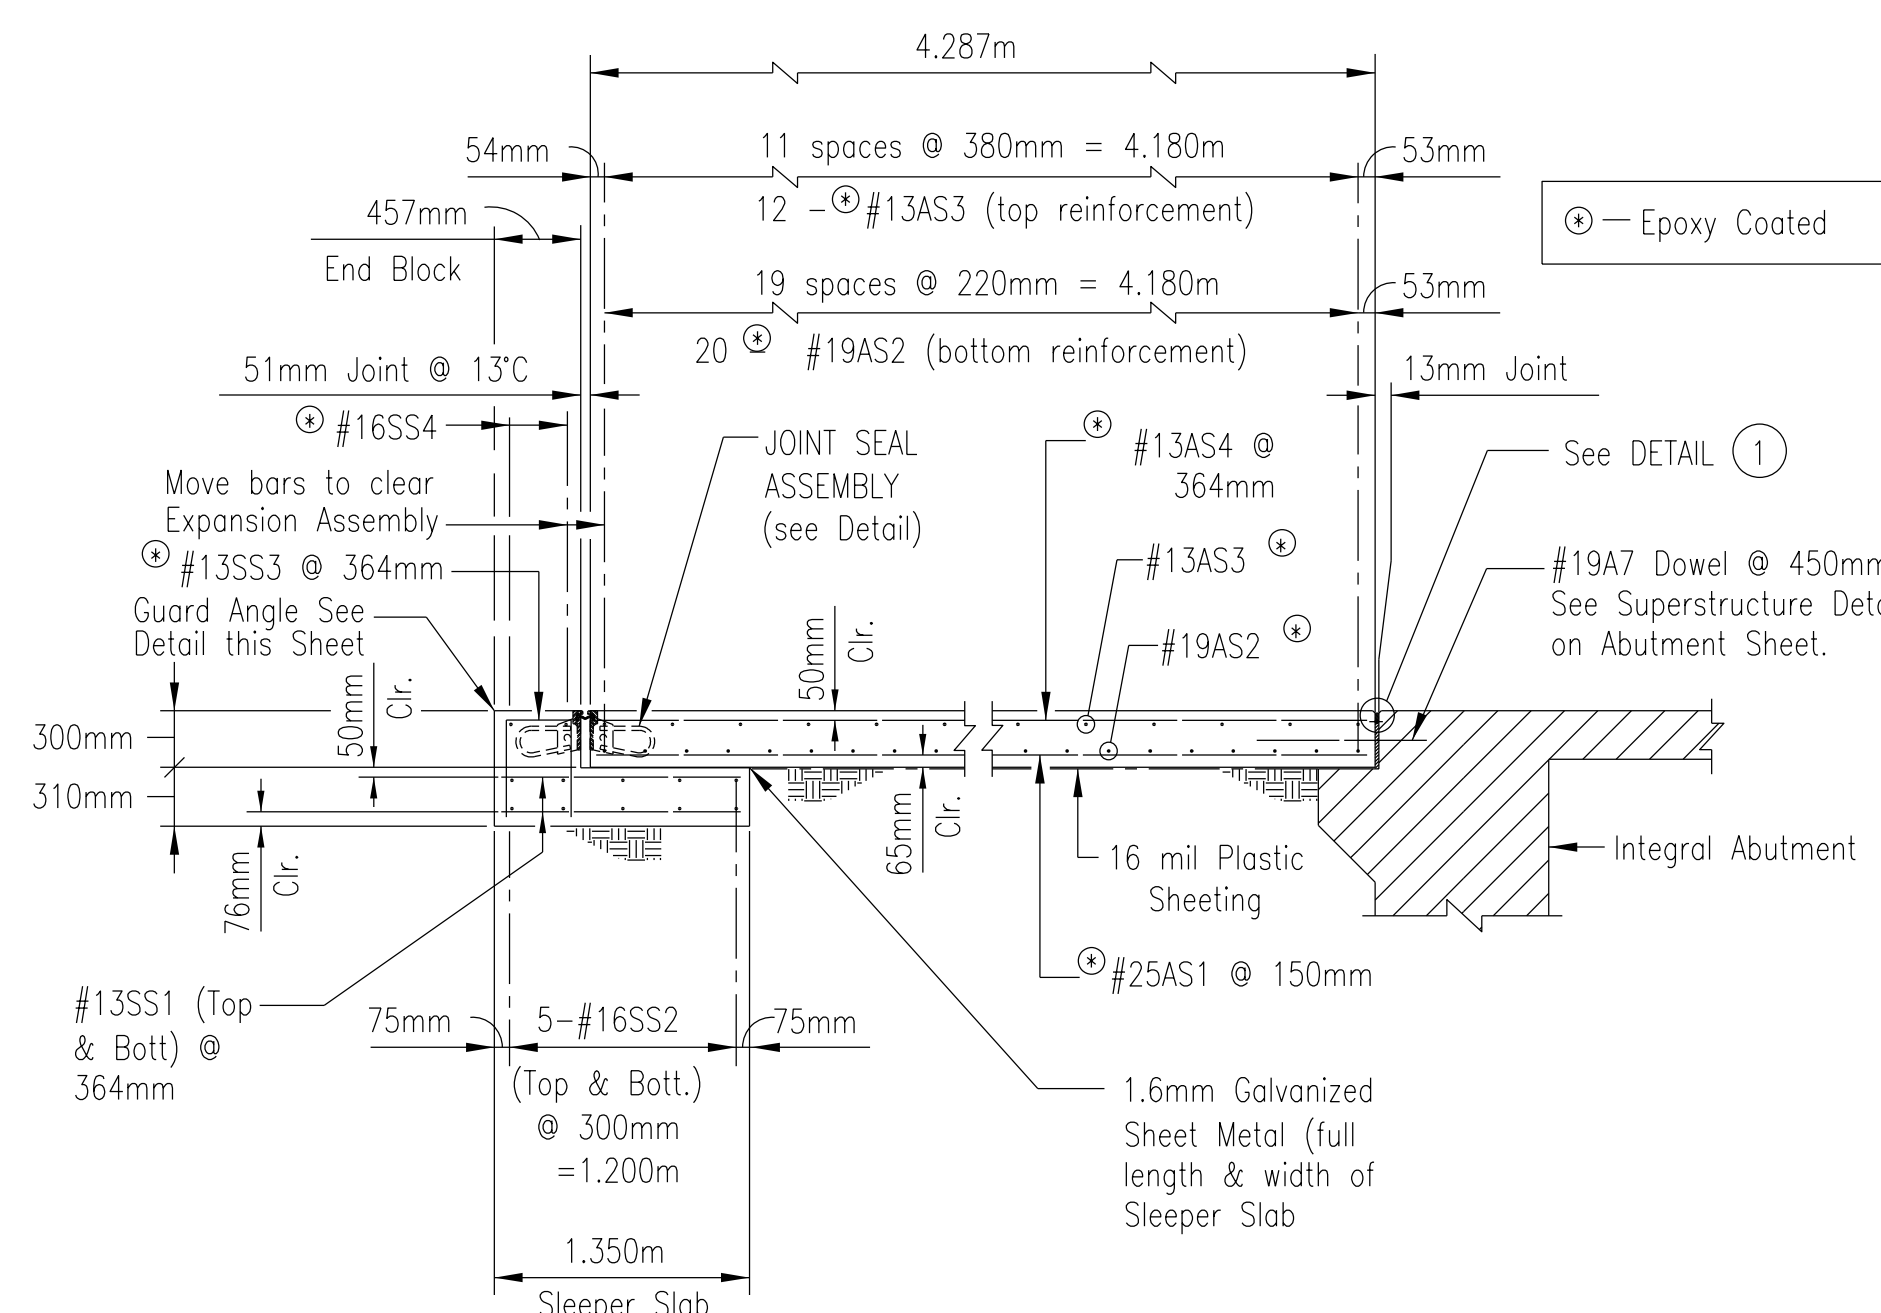 4.287m
54mm
11 spaces @ 380mm = 4.180m
53mm
12 – * #13AS3 (top reinforcement)
457mm
End Block
* — Epoxy Coated
19 spaces @ 220mm = 4.180m
53mm
20 * #19AS2 (bottom reinforcement)
51mm Joint @ 13°C
13mm Joint
* #16SS4
JOINT SEAL
ASSEMBLY
(see Detail)
* #13AS4 @
364mm
See DETAIL 1
Move bars to clear
Expansion Assembly
* #13SS3 @ 364mm
#13AS3 *
#19A7 Dowel @ 450mm
See Superstructure
on Abutment Sheet.
Guard Angle See
Detail this Sheet
#19AS2 *
50mm
Clr.
50mm
Clr.
300mm
310mm
76mm
Clr.
65mm
Clr.
16 mil Plastic
Sheeting
Integral Abutment
* #25AS1 @ 150mm
#13SS1 (Top
& Bott) @
364mm
75mm
5-#16SS2
75mm
(Top & Bott.)
@ 300mm
=1.200m
1.6mm Galvanized
Sheet Metal (full
length & width of
Sleeper Slab
1.350m
Sleeper Slab